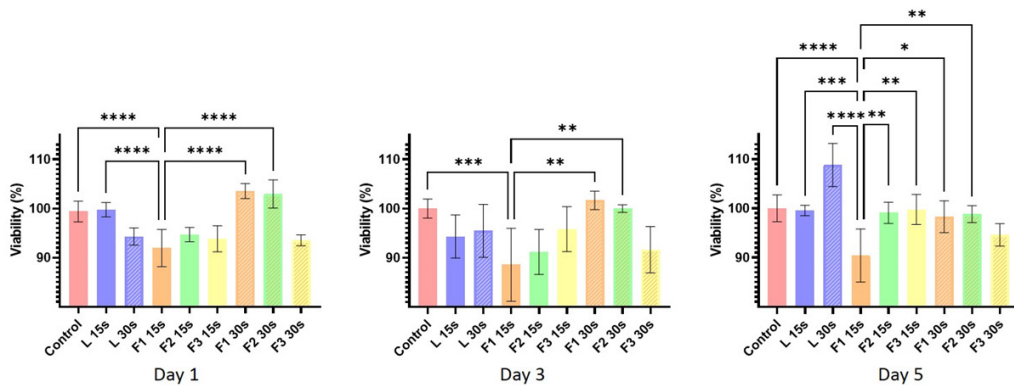 **
**** *
*** **
**** **** **** **
**** **** *** **
110 110 110
100 100 100
90 90 90
Viability (%) Viability (%) Viability (%)
Control L 15s L 30s F1 15s F2 15s F3 15s F1 30s F2 30s F3 30s
Control L 15s L 30s F1 15s F2 15s F3 15s F1 30s F2 30s F3 30s
Control L 15s L 30s F1 15s F2 15s F3 15s F1 30s F2 30s F3 30s
Day 1 Day 3 Day 5